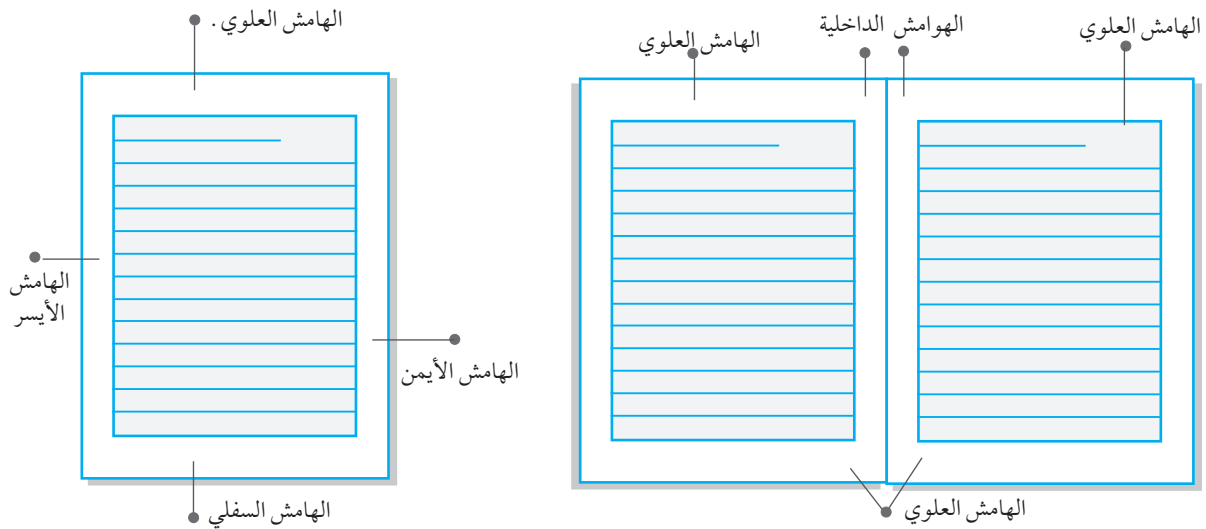 الهامش العلوي
الهوامش الداخلية
الهامش العلوي
الهامش العلوي
الهامش العلوي .
الهامش
الأيسر
الهامش الأيمن
الهامش السفلي